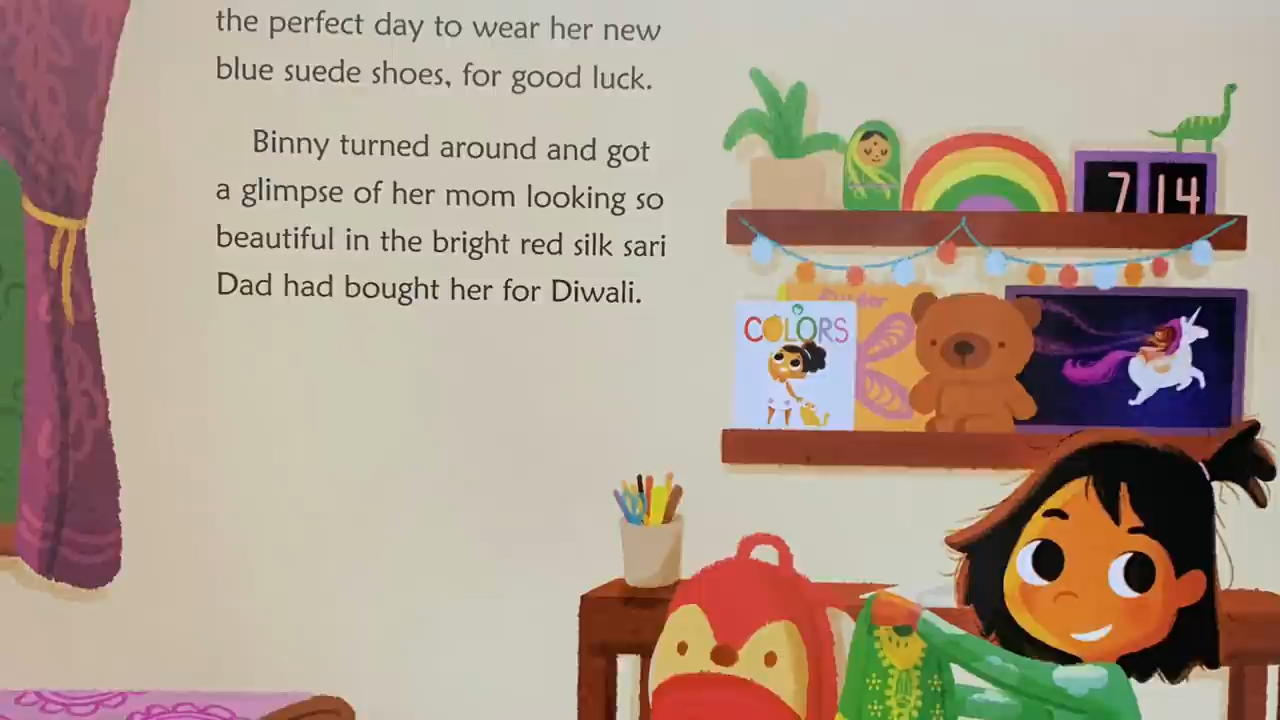 the perfect day to wear her new
blue suede shoes, for good luck.
Binny turned around and got
a glimpse of her mom looking so
beautiful in the bright red silk sari
Dad had bought her for Diwali.
7 14
COLORS